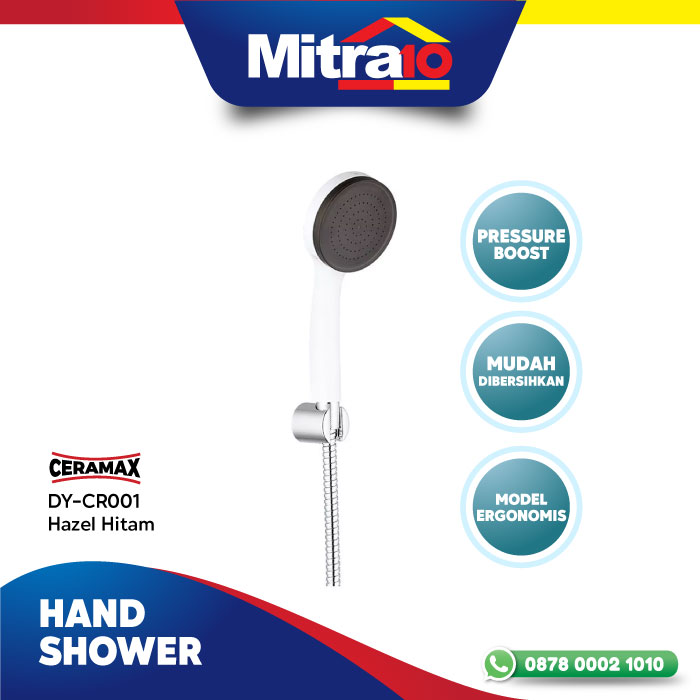 Mitra10
PRESSURE
BOOST
MUDAH
DIBERSIHKAN
MODEL
ERGONOMIS
CERAMAX
DY-CR001
Hazel Hitam
HAND
SHOWER
0878 0002 1010